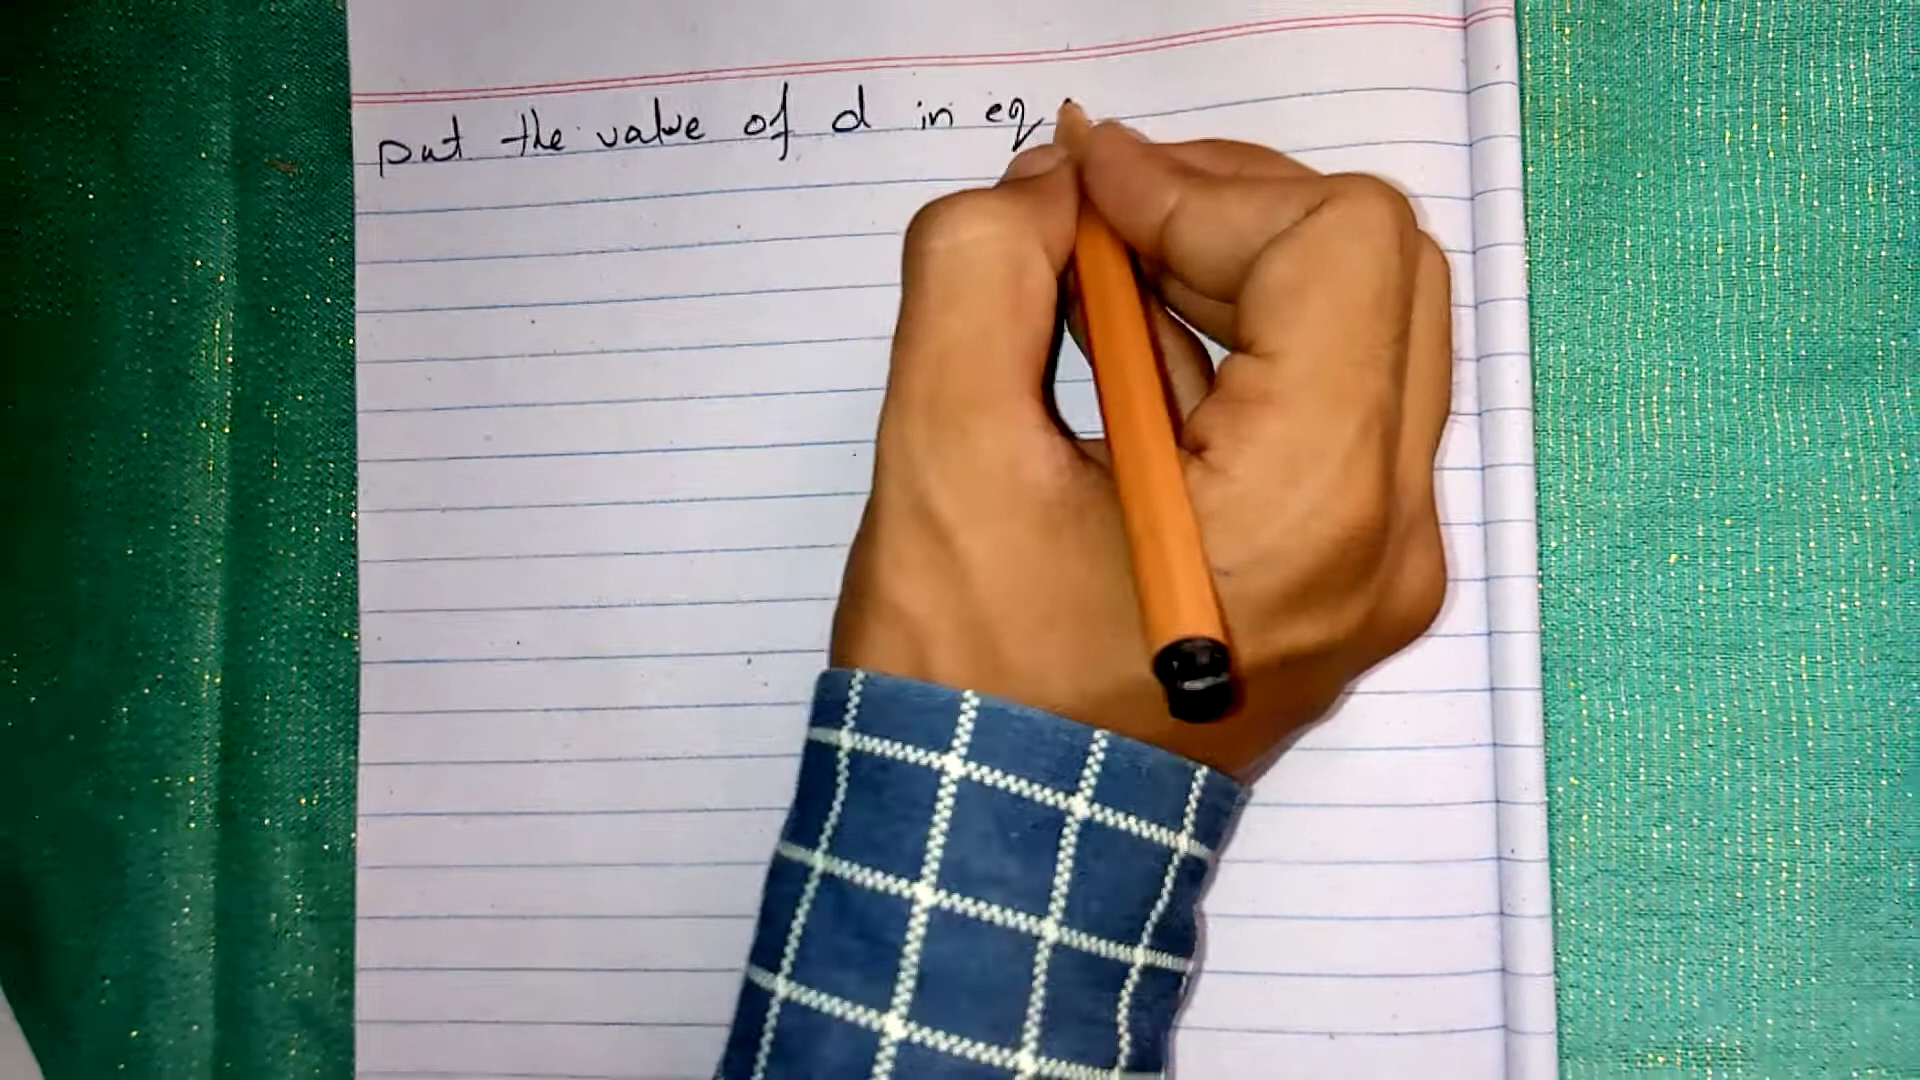 put the value of d in eq